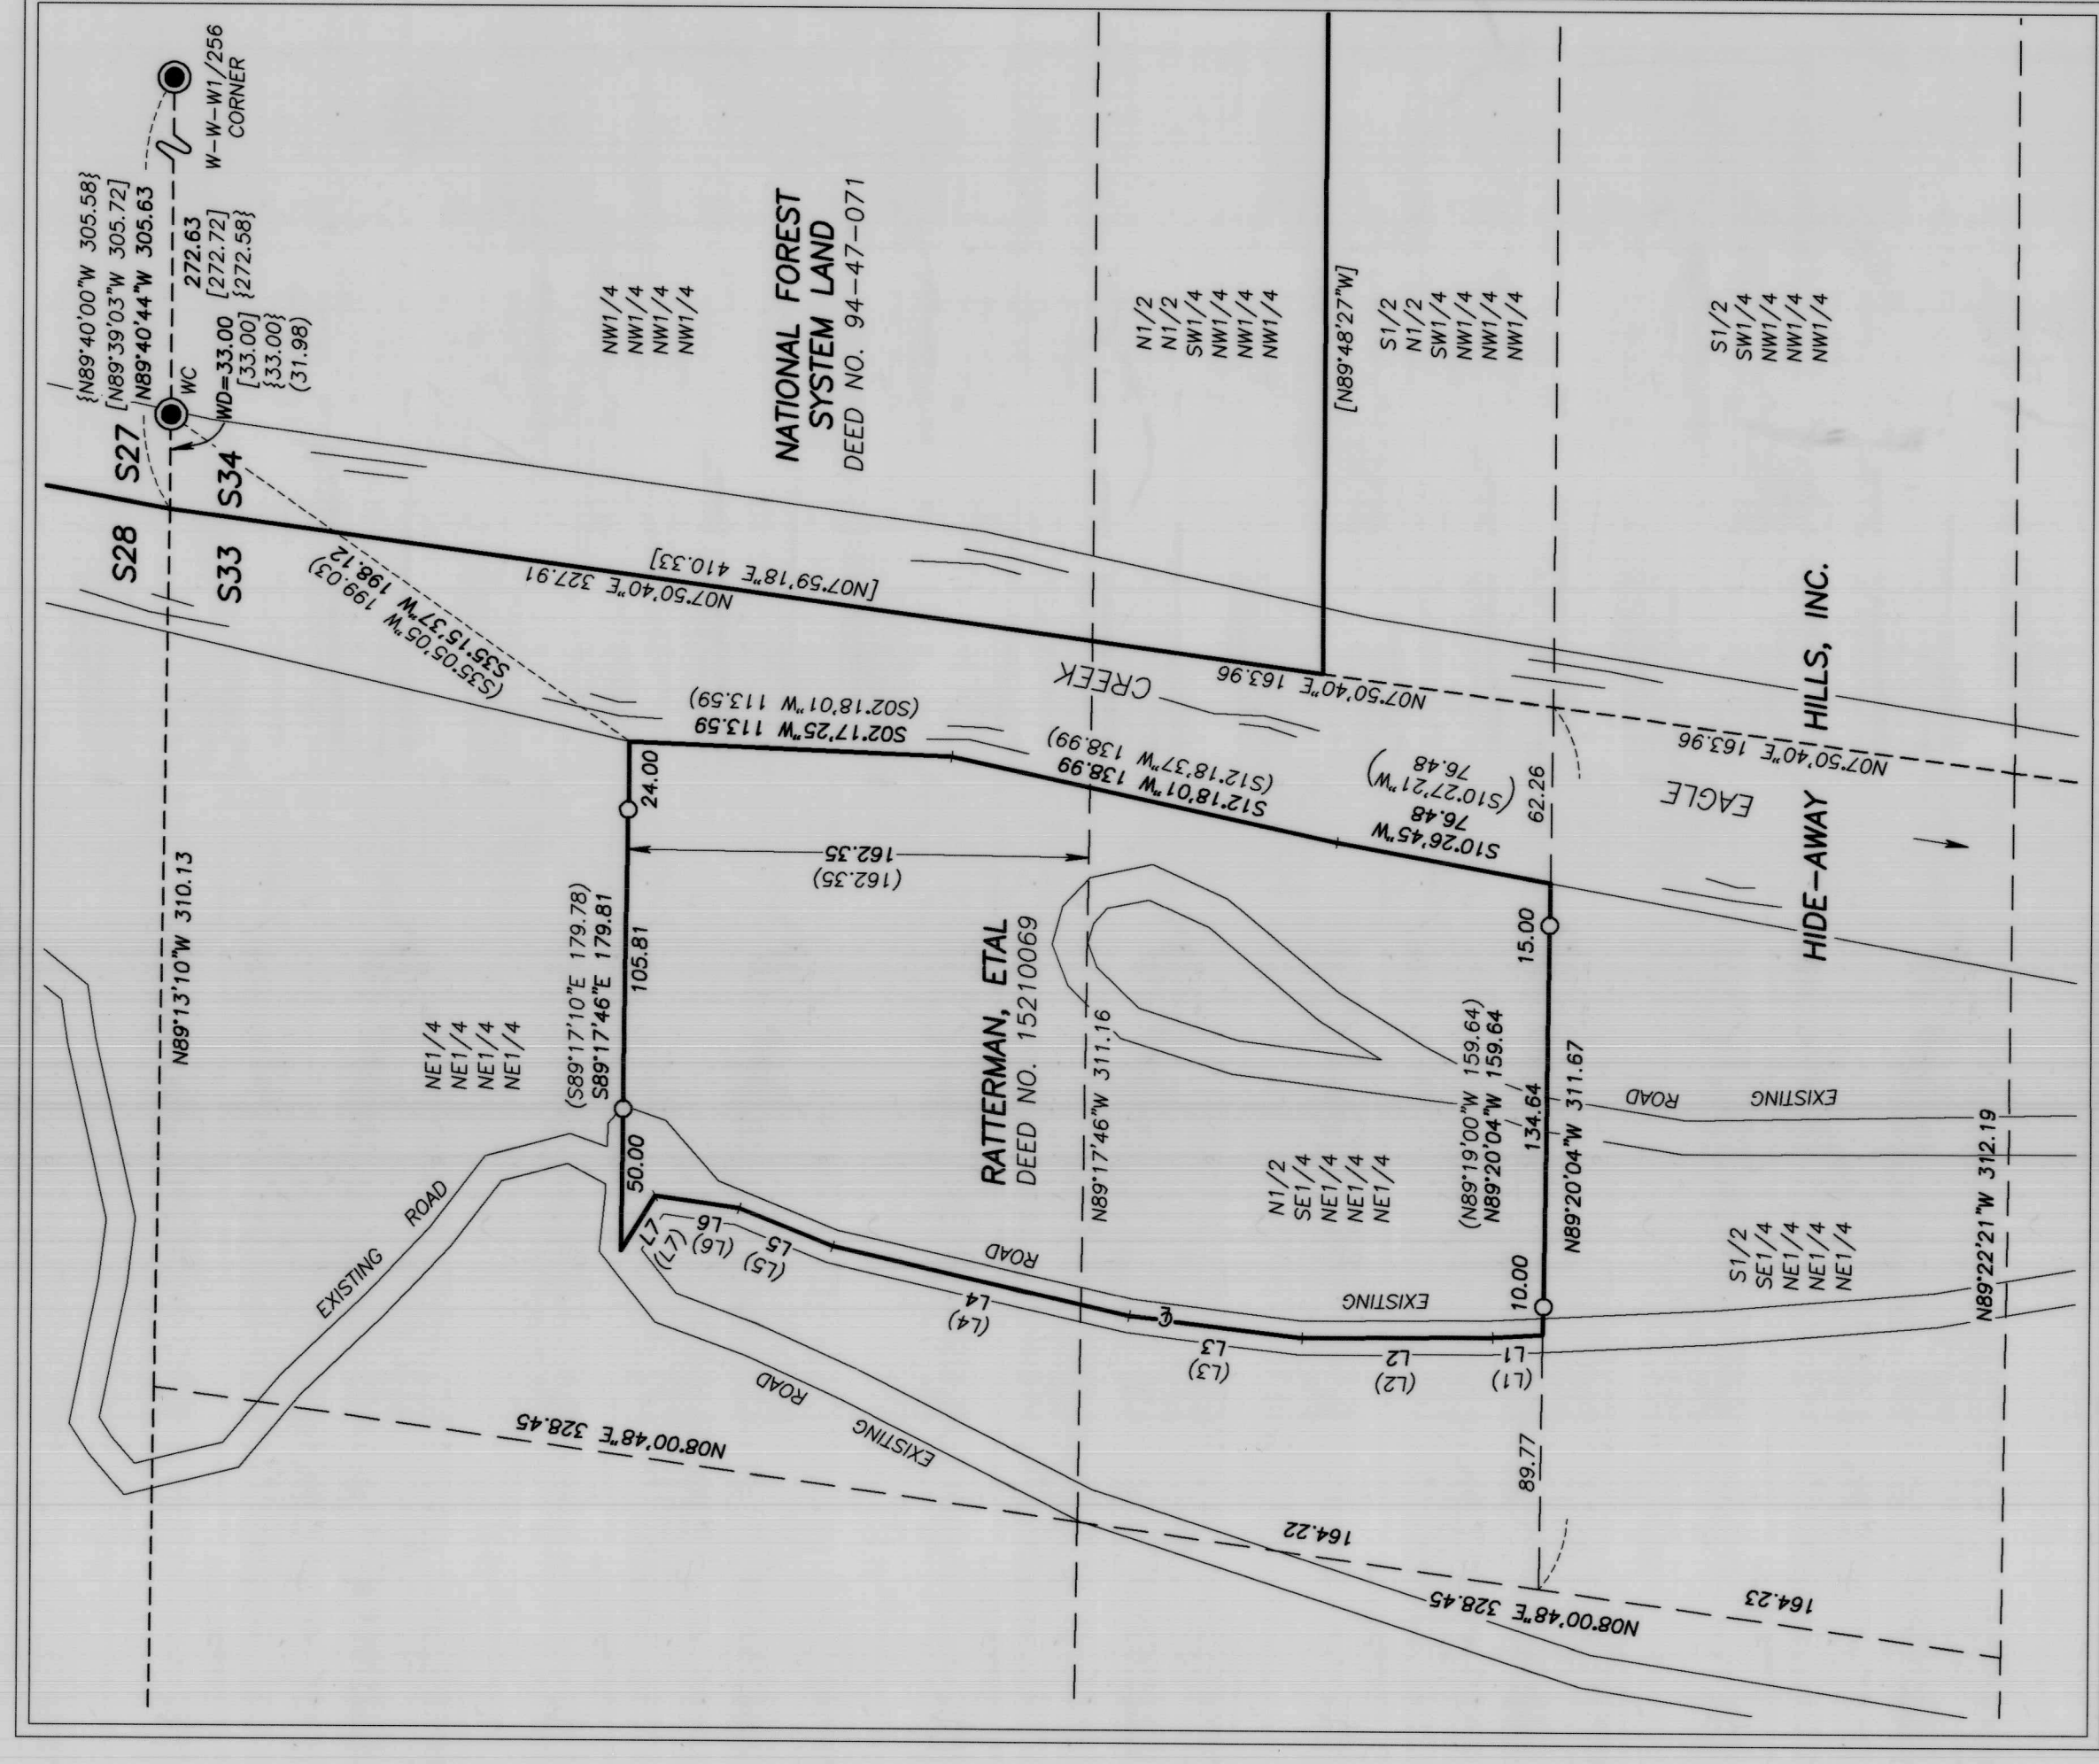 {N89°40'00"W 305.58}
[N89°39'03"W 305.72]
N89°40'44"W 305.63
272.63
[272.72]
{272.58}
W-W-W1/256
CORNER
WC
WD=33.00
[33.00]
{33.00}
(31.98)
S28
S27
S33
S34
N89°13'10"W 310.13
(S35°05'05"W 199.03)
S35°15'37"W 198.12
[N07°59'18"E 410.33]
N07°50'40"E 327.91
NW1/4
NW1/4
NW1/4
NW1/4
NATIONAL FOREST
SYSTEM LAND
DEED NO. 94-47-071
NE1/4
NE1/4
NE1/4
NE1/4
EXISTING
ROAD
(S89°17'10"E 179.78)
S89°17'46"E 179.81
50.00
105.81
24.00
(S02°18'01"W 113.59)
S02°17'25"W 113.59
162.35
(162.35)
L7
(L7)
L6
(L6)
L5
(L5)
L4
(L4)
ROAD
N08°00'48"E 328.45
ROAD
EXISTING
RATTERMAN, ETAL
DEED NO. 15210069
N89°17'46"W 311.16
CREEK
(S12°18'37"W 138.99)
S12°18'01"W 138.99
N1/2
N1/2
SW1/4
NW1/4
NW1/4
NW1/4
[N89°48'27"W]
N07°50'40"E 163.96
S1/2
N1/2
SW1/4
NW1/4
NW1/4
NW1/4
N1/2
SE1/4
NE1/4
NE1/4
NE1/4
L3
(L3)
EXISTING
L2
(L2)
L1
(L1)
S10°26'45"W
76.48
(S10°27'21"W)
76.48
62.26
(N89°19'00"W 159.64)
N89°20'04"W 159.64
10.00
134.64
15.00
89.77
N89°20'04"W 311.67
164.22
N08°00'48"E 328.45
164.23
ROAD
EXISTING
EAGLE
N07°50'40"E 163.96
S1/2
SW1/4
NW1/4
NW1/4
NW1/4
S1/2
SE1/4
NE1/4
NE1/4
NE1/4
HIDE-AWAY HILLS, INC.
N89°22'21"W 312.19